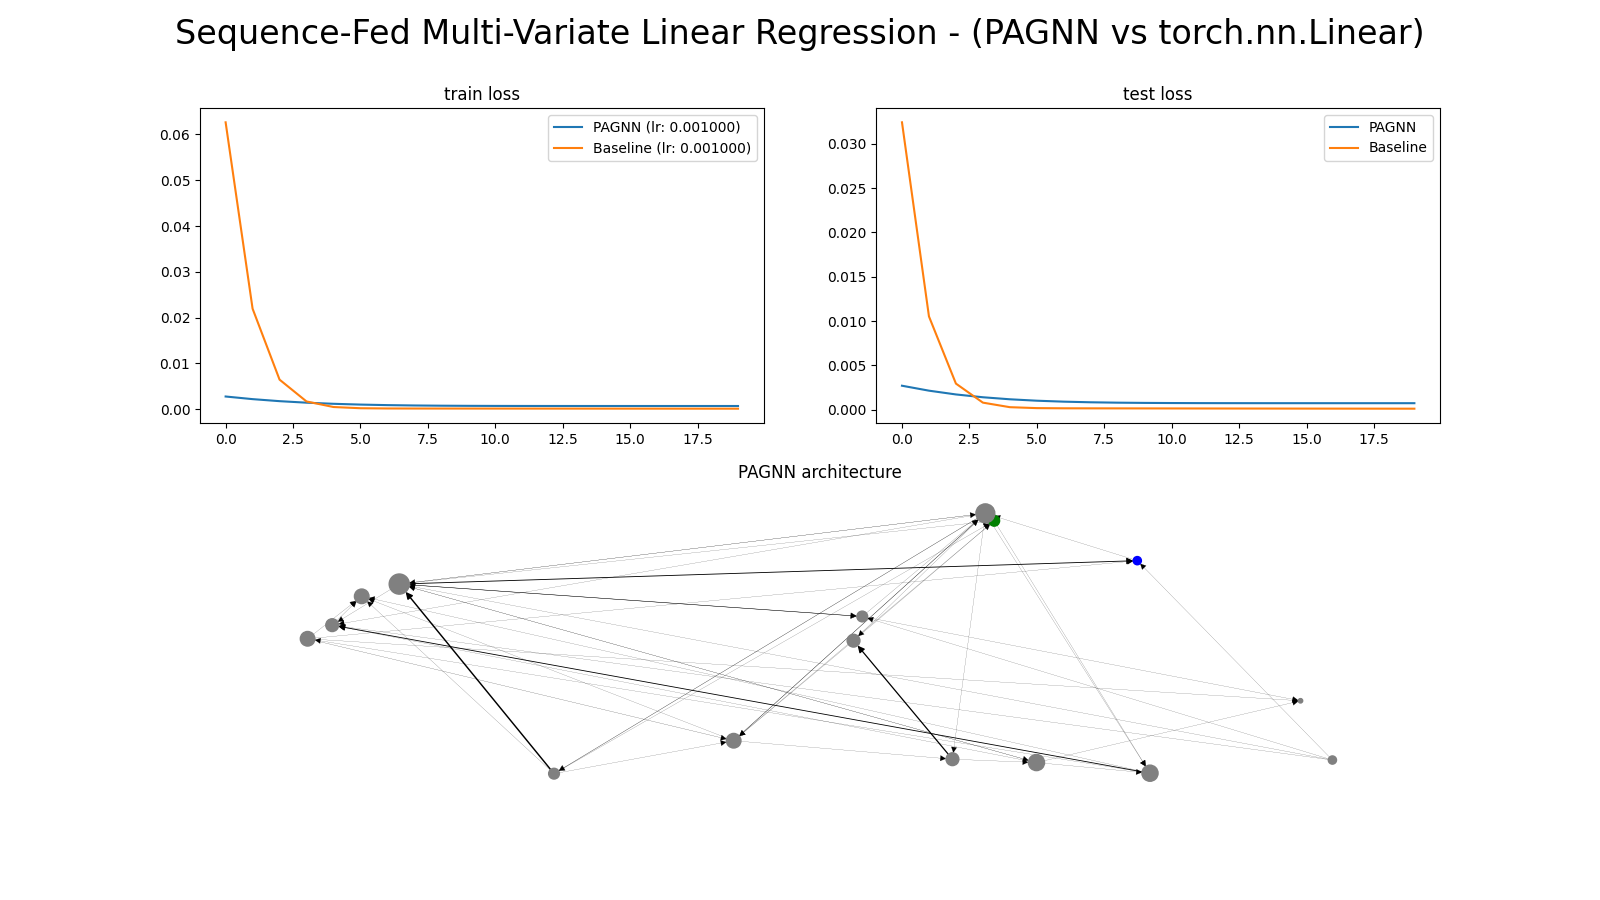 Sequence-Fed Multi-Variate Linear Regression - (PAGNN vs torch.nn.Linear)
train loss
0.06
0.05
0.04
0.03
0.02
0.01
0.00
PAGNN (lr: 0.001000)
Baseline (lr: 0.001000)
0.0 2.5 5.0 7.5 10.0 12.5 15.0 17.5
test loss
0.030
0.025
0.020
0.015
0.010
0.005
0.000
PAGNN
Baseline
0.0 2.5 5.0 7.5 10.0 12.5 15.0 17.5
PAGNN architecture